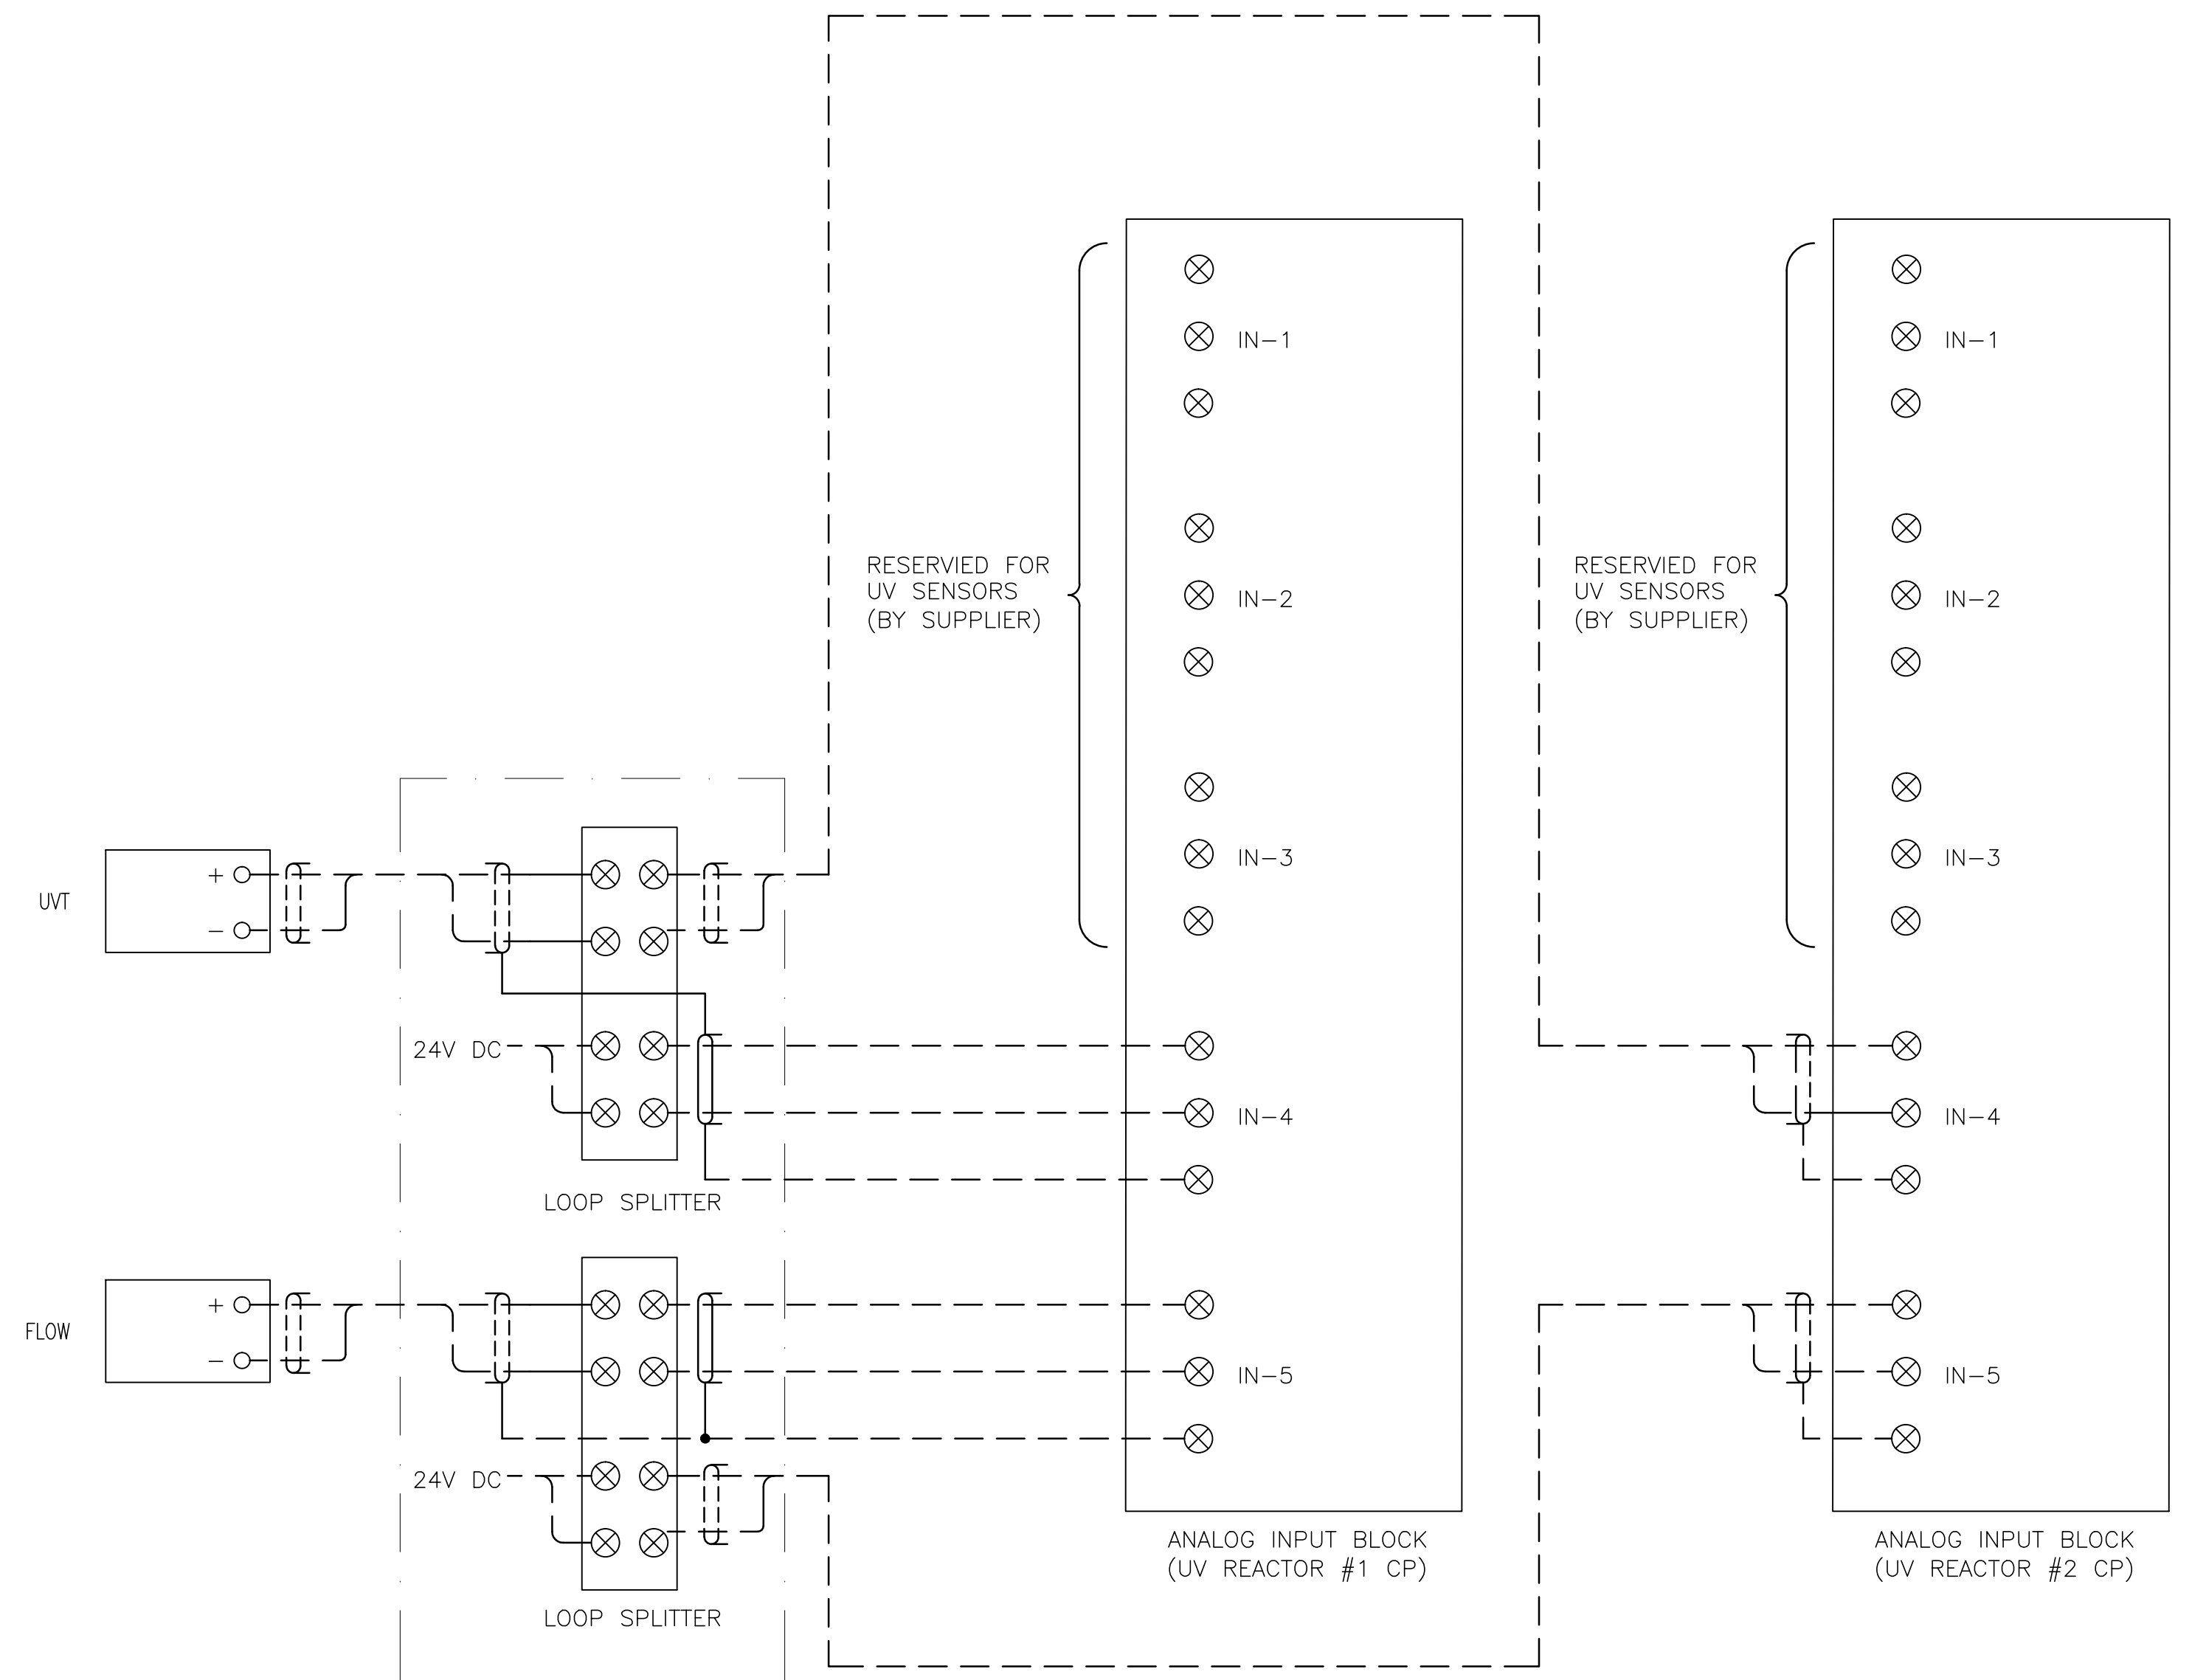 UVT
+
−
24V DC
LOOP SPLITTER
FLOW
+
−
24V DC
LOOP SPLITTER
RESERVIED FOR
UV SENSORS
(BY SUPPLIER)
IN-1
IN-2
IN-3
IN-4
IN-5
ANALOG INPUT BLOCK
(UV REACTOR #1 CP)
RESERVIED FOR
UV SENSORS
(BY SUPPLIER)
IN-1
IN-2
IN-3
IN-4
IN-5
ANALOG INPUT BLOCK
(UV REACTOR #2 CP)